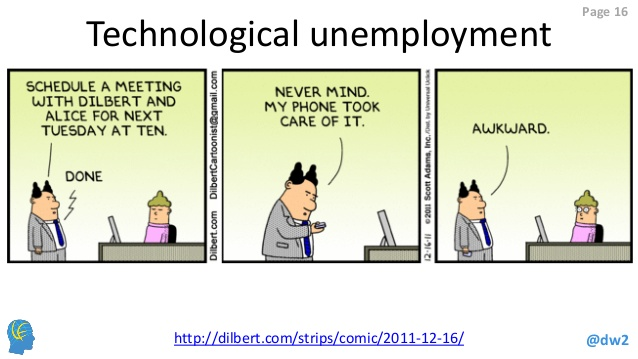 Page 16
Technological unemployment
SCHEDULE A MEETING
WITH DILBERT AND
ALICE FOR NEXT
TUESDAY AT TEN.
DONE
Dilbert.com DilbertCartoonist@gmail.com
NEVER MIND.
MY PHONE TOOK
CARE OF IT.
12-16-11 ©2011 Scott Adams, Inc. /Dist. by Universal Uclick
AWKWARD.
http://dilbert.com/strips/comic/2011-12-16/
@dw2